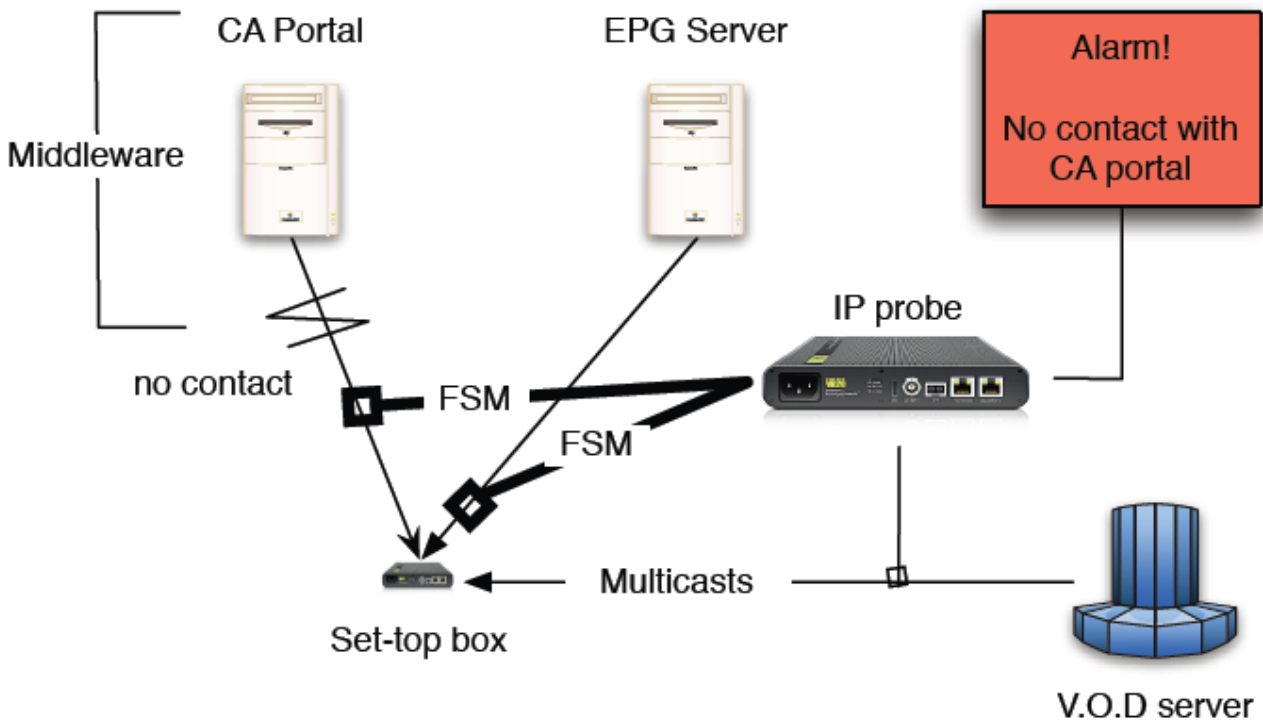 CA Portal
EPG Server
Alarm!
No contact with
CA portal
Middleware
IP probe
no contact
FSM
FSM
Multicasts
Set-top box
V.O.D server